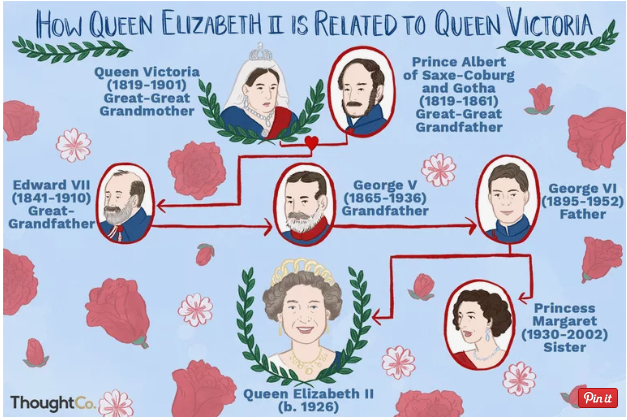 How Queen Elizabeth II is Related to Queen Victoria
Queen Victoria
(1819-1901)
Great-Great
Grandmother
Prince Albert
of Saxe-Coburg
and Gotha
(1819-1861)
Great-Great
Grandfather
Edward VII
(1841-1910)
Great-
Grandfather
George V
(1865-1936)
Grandfather
George VI
(1895-1952)
Father
Princess
Margaret
(1930-2002)
Sister
Queen Elizabeth II
(b. 1926)
ThoughtCo.
Pin it